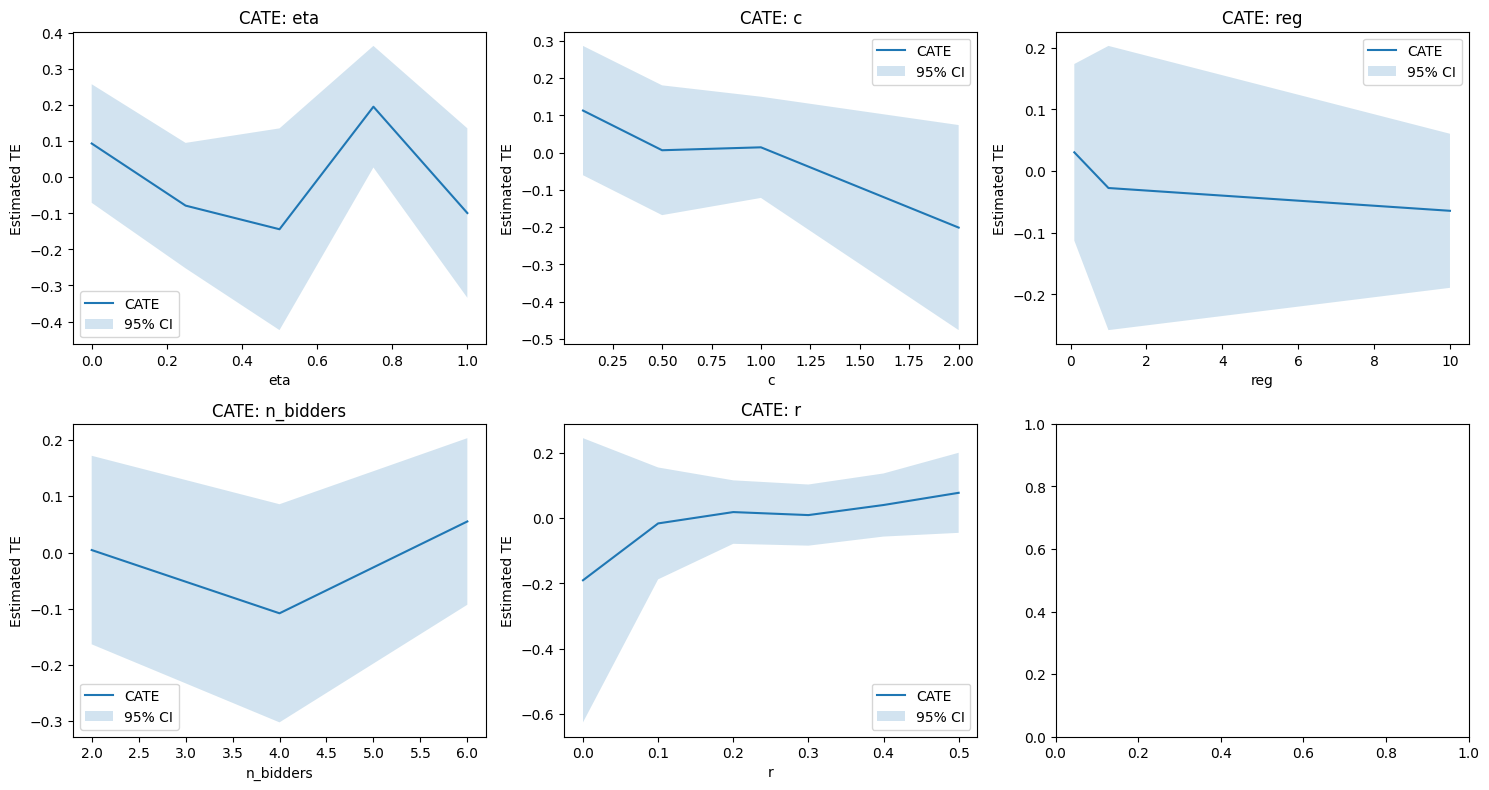 CATE: eta
Estimated TE
0.4
0.3
0.2
0.1
0.0
−0.1
−0.2
−0.3
−0.4
CATE
95% CI
0.0 0.2 0.4 0.6 0.8 1.0
eta
CATE: c
Estimated TE
0.3
0.2
0.1
0.0
−0.1
−0.2
−0.3
−0.4
−0.5
CATE
95% CI
0.25 0.50 0.75 1.00 1.25 1.50 1.75 2.00
c
CATE: reg
Estimated TE
0.2
0.1
0.0
−0.1
−0.2
CATE
95% CI
0 2 4 6 8 10
reg
CATE: n_bidders
Estimated TE
0.2
0.1
0.0
−0.1
−0.2
−0.3
CATE
95% CI
2.0 2.5 3.0 3.5 4.0 4.5 5.0 5.5 6.0
n_bidders
CATE: r
Estimated TE
0.2
0.0
−0.2
−0.4
−0.6
CATE
95% CI
0.0 0.1 0.2 0.3 0.4 0.5
r
1.0
0.8
0.6
0.4
0.2
0.0
0.0 0.2 0.4 0.6 0.8 1.0